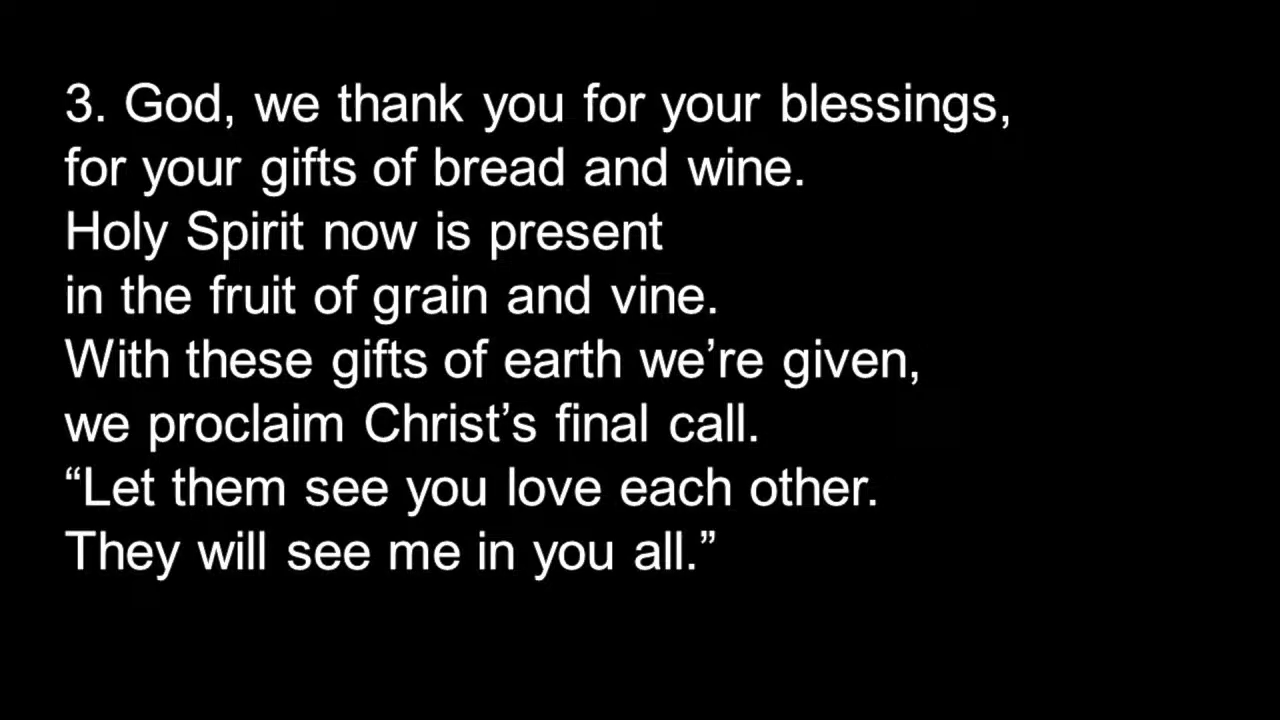 3. God, we thank you for your blessings,
for your gifts of bread and wine.
Holy Spirit now is present
in the fruit of grain and vine.
With these gifts of earth we’re given,
we proclaim Christ’s final call.
“Let them see you love each other.
They will see me in you all.”